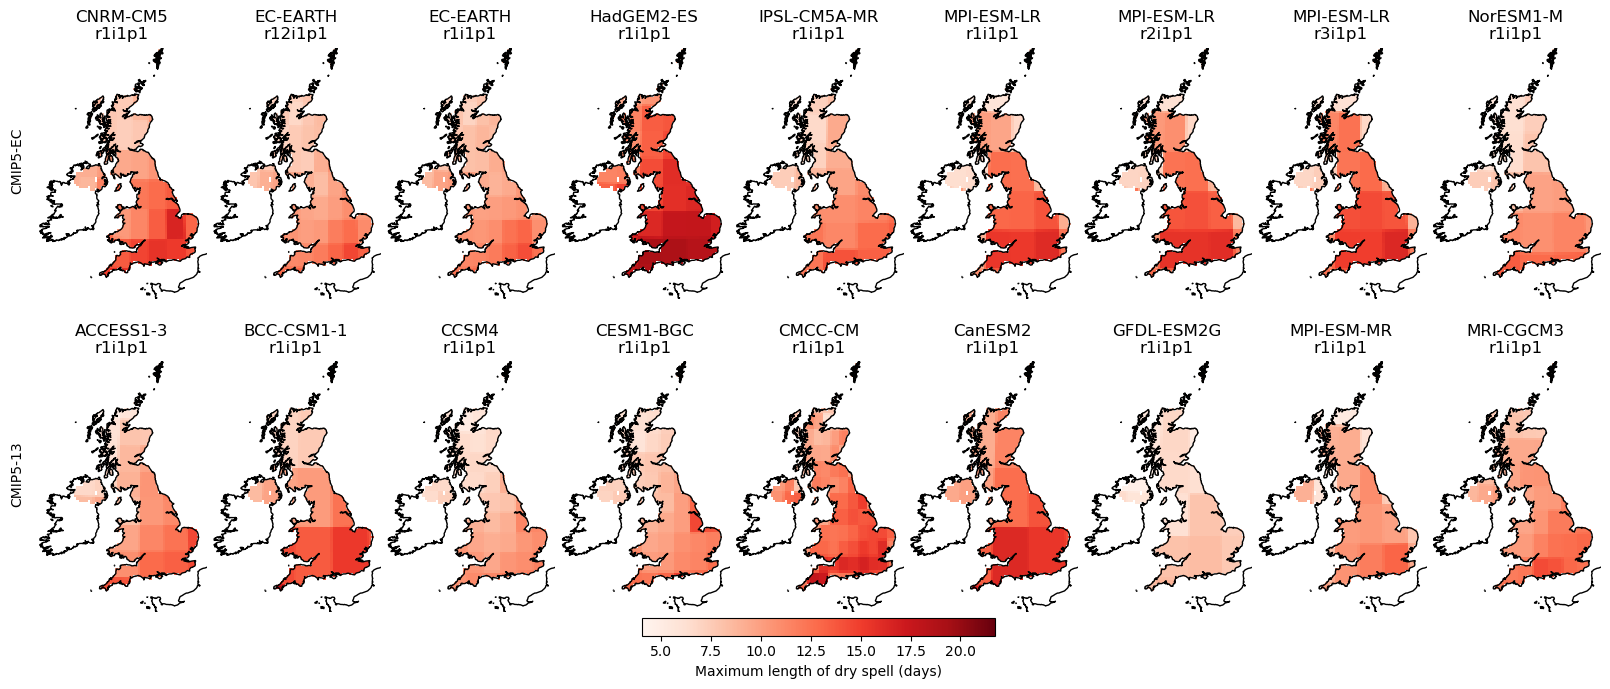 CNRM-CM5
r1i1p1
EC-EARTH
r12i1p1
EC-EARTH
r1i1p1
HadGEM2-ES
r1i1p1
IPSL-CM5A-MR
r1i1p1
MPI-ESM-LR
r1i1p1
MPI-ESM-LR
r2i1p1
MPI-ESM-LR
r3i1p1
NorESM1-M
r1i1p1
CMIP5-EC
ACCESS1-3
r1i1p1
BCC-CSM1-1
r1i1p1
CCSM4
r1i1p1
CESM1-BGC
r1i1p1
CMCC-CM
r1i1p1
CanESM2
r1i1p1
GFDL-ESM2G
r1i1p1
MPI-ESM-MR
r1i1p1
MRI-CGCM3
r1i1p1
CMIP5-13
5.0 7.5 10.0 12.5 15.0 17.5 20.0
Maximum length of dry spell (days)